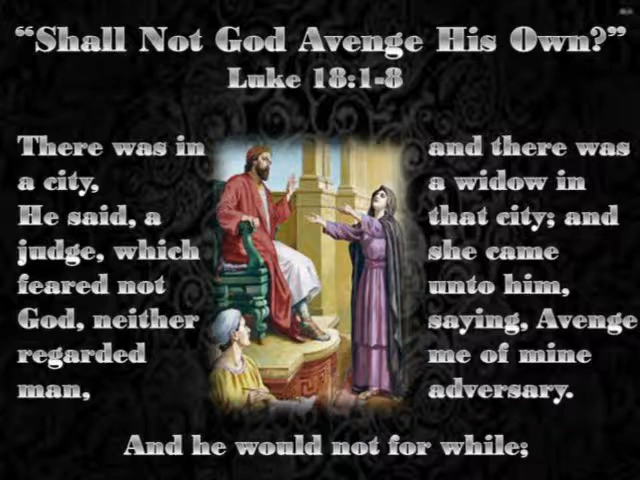 “Shall Not God Avenge His Own?”
Luke 18:1-8
There was in
a city,
He said, a
judge, which
feared not
God, neither
regarded
man,
and there was
a widow in
that city; and
she came
unto him,
saying, Avenge
me of mine
adversary.
And he would not for while;